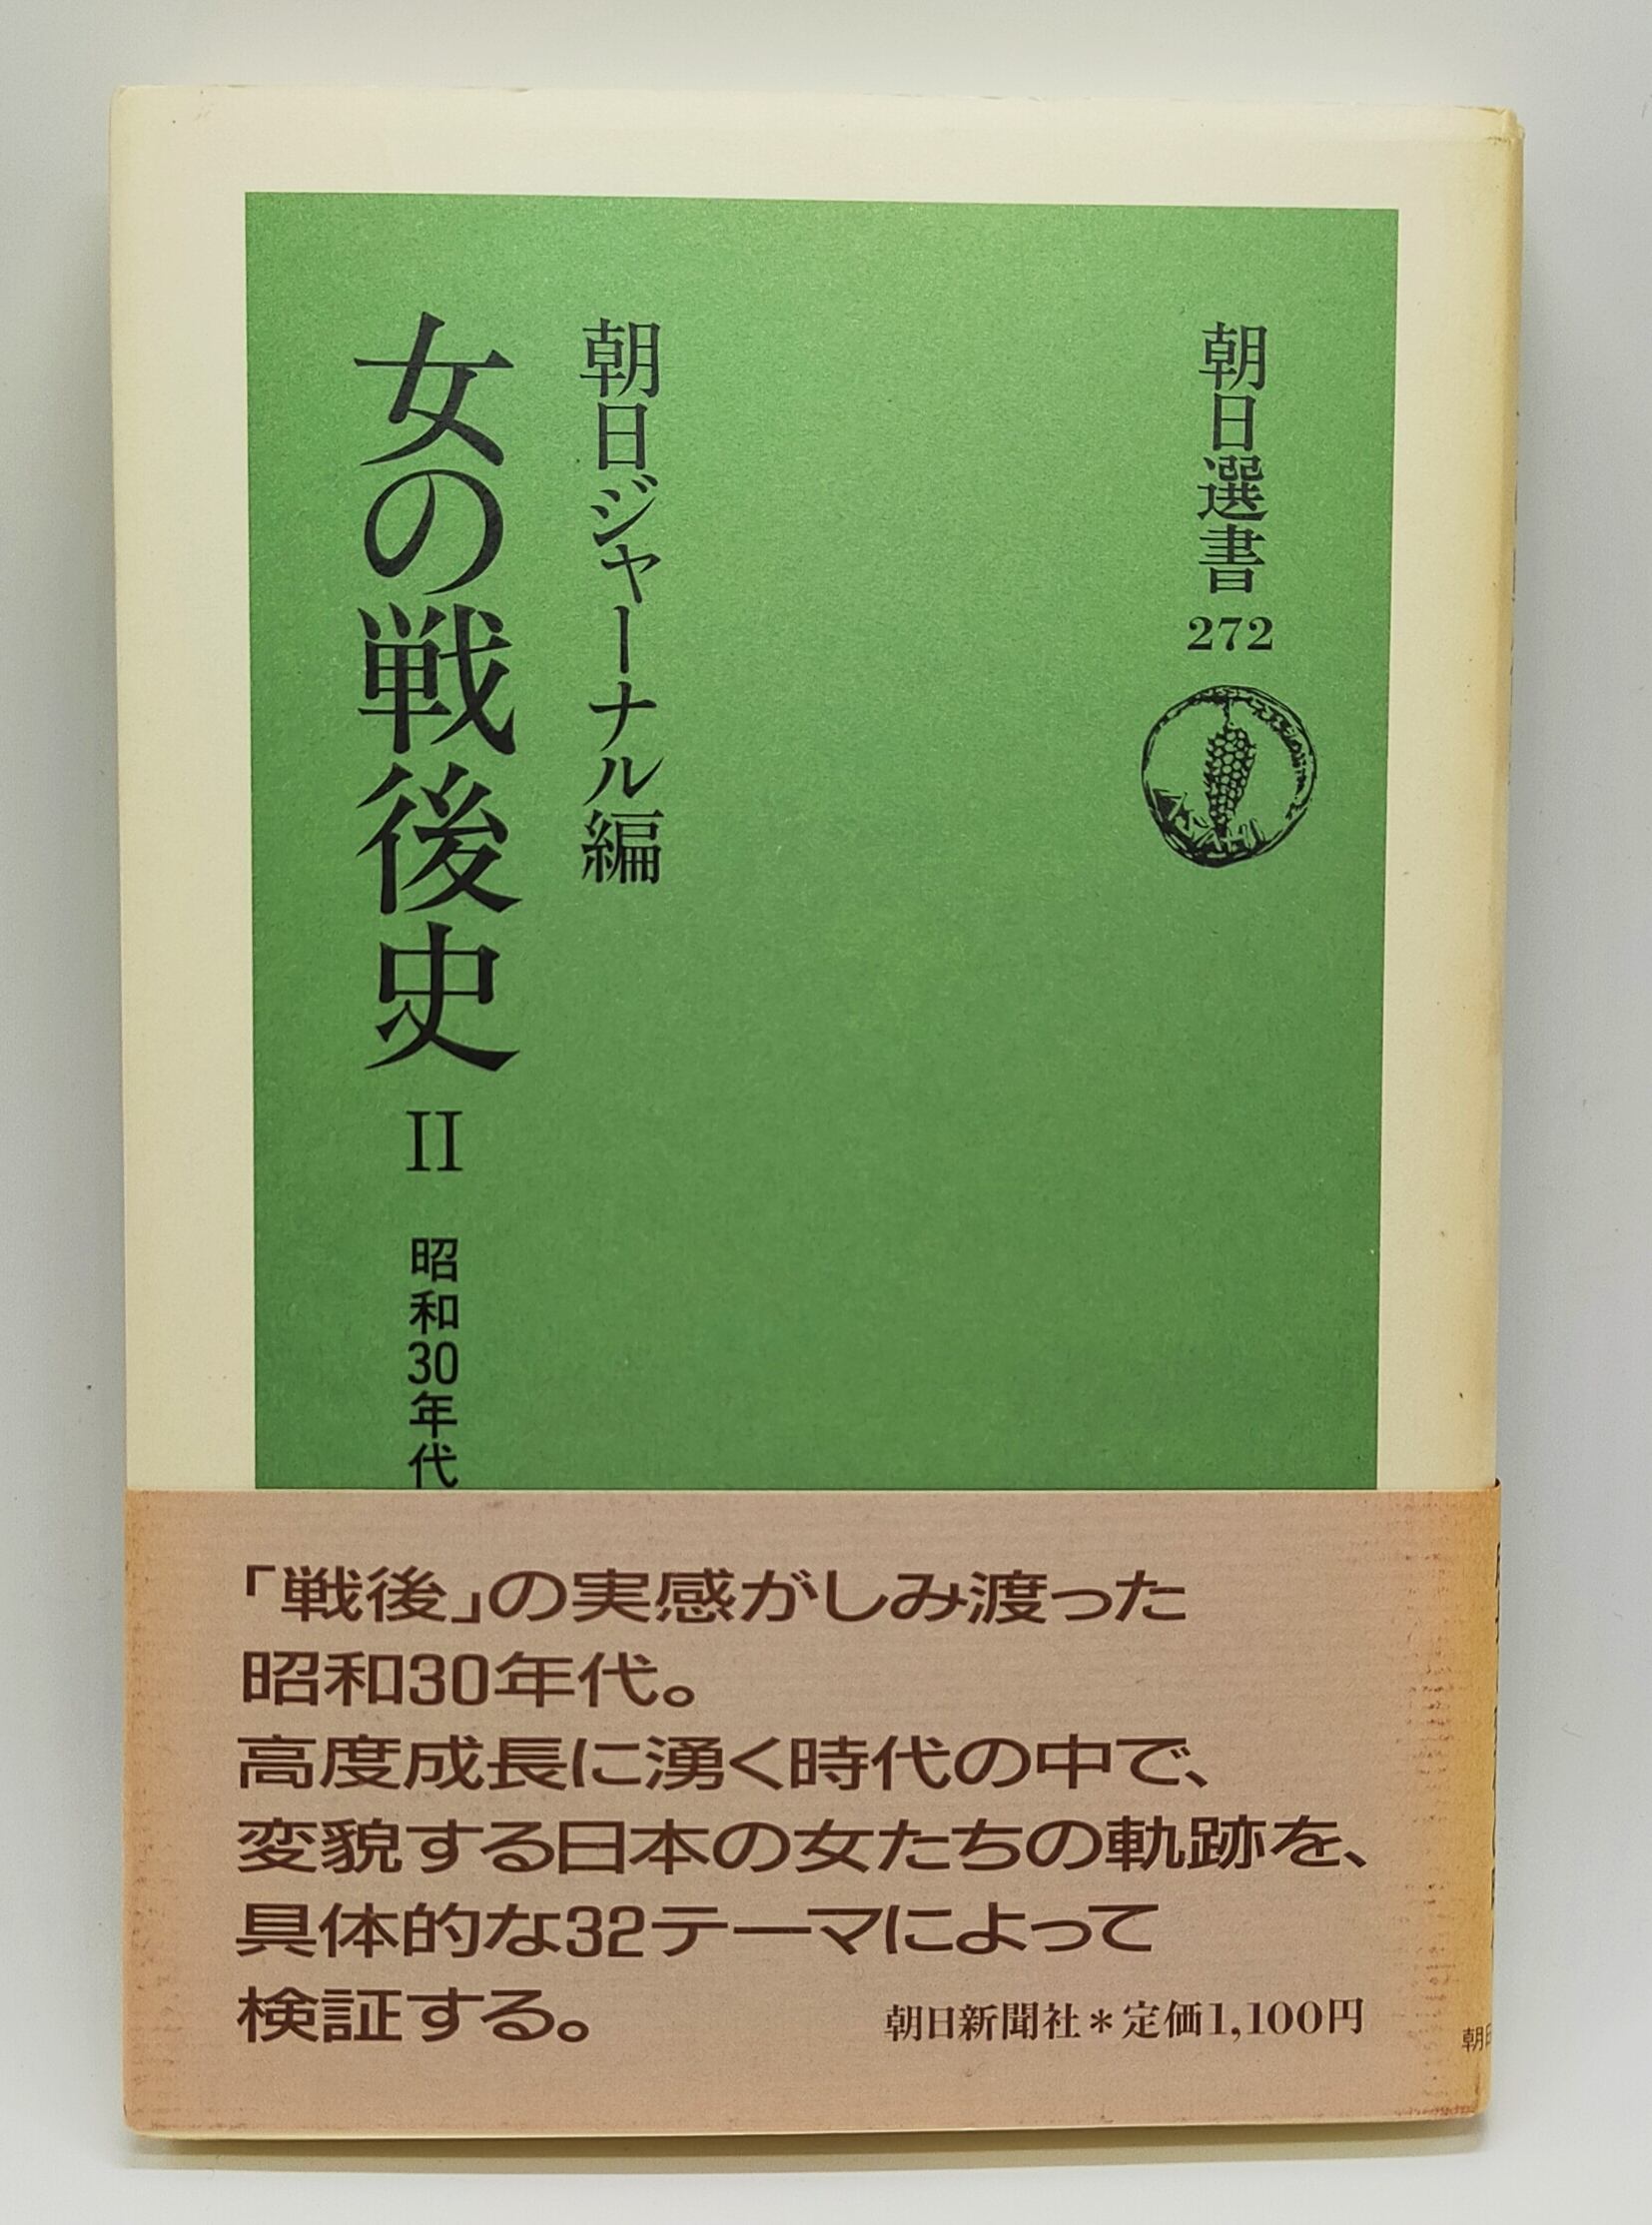 朝日選書
272
朝日ジャーナル編
女の戦後史 II 昭和30年代
「戦後」の実感がしみ渡った
昭和30年代。
高度成長に湧く時代の中で、
変貌する日本の女たちの軌跡を、
具体的な32テーマによって
検証する。
朝日新聞社＊定価1,100円
朝日